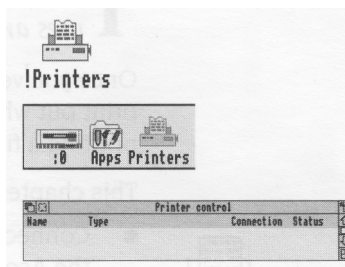 !Printers
:0 Apps Printers
Printer control
Name Type Connection Status